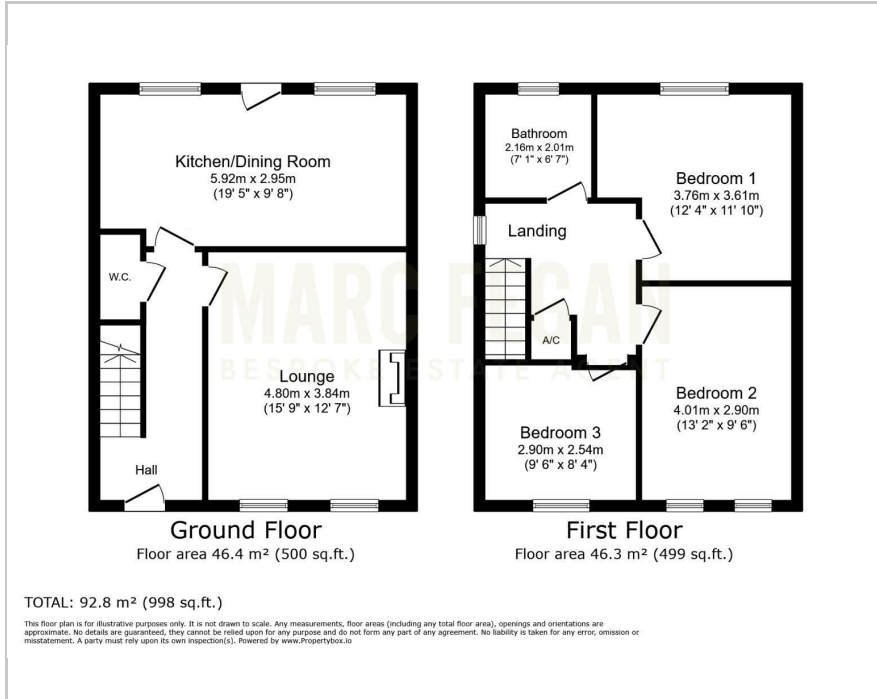 Kitchen/Dining Room
5.92m x 2.95m
(19' 5" x 9' 8")
W.C.
Lounge
4.80m x 3.84m
(15' 9" x 12' 7")
Hall
Ground Floor
Floor area 46.4 m² (500 sq.ft.)
Bathroom
2.16m x 2.01m
(7' 1" x 6' 7")
Bedroom 1
3.76m x 3.61m
(12' 4" x 11' 10")
Landing
A/C
Bedroom 2
4.01m x 2.90m
(13' 2" x 9' 6")
Bedroom 3
2.90m x 2.54m
(9' 6" x 8' 4")
First Floor
Floor area 46.3 m² (499 sq.ft.)
MARC
BESPOKE ESTATE AGENT
TOTAL: 92.8 m² (998 sq.ft.)
This floor plan is for illustrative purposes only. It is not drawn to scale. Any measurements, floor areas (including any total floor area), openings and orientations are
approximate. No details are guaranteed, they cannot be relied upon for any purpose and do not form any part of any agreement. No liability is taken for any error, omission or
misstatement. A party must rely upon its own inspection(s). Powered by www.Propertybox.io